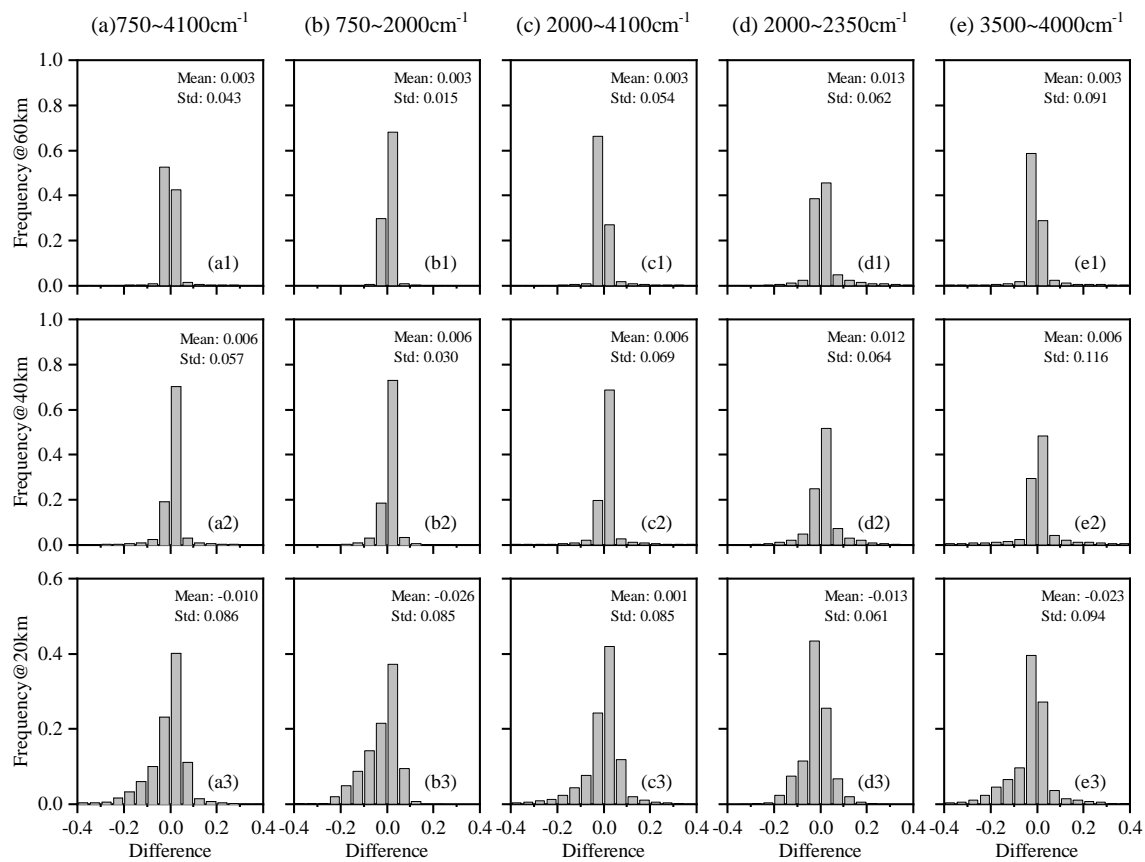 (a)750~4100cm⁻¹
(b) 750~2000cm⁻¹
(c) 2000~4100cm⁻¹
(d) 2000~2350cm⁻¹
(e) 3500~4000cm⁻¹
Frequency@60km
1.0
0.8
0.6
0.4
0.2
0.0
Mean: 0.003
Std: 0.043
(a1)
Mean: 0.003
Std: 0.015
(b1)
Mean: 0.003
Std: 0.054
(c1)
Mean: 0.013
Std: 0.062
(d1)
Mean: 0.003
Std: 0.091
(e1)
Frequency@40km
1.0
0.8
0.6
0.4
0.2
0.0
Mean: 0.006
Std: 0.057
(a2)
Mean: 0.006
Std: 0.030
(b2)
Mean: 0.006
Std: 0.069
(c2)
Mean: 0.012
Std: 0.064
(d2)
Mean: 0.006
Std: 0.116
(e2)
Frequency@20km
0.6
0.4
0.2
0.0
Mean: -0.010
Std: 0.086
(a3)
Mean: -0.026
Std: 0.085
(b3)
Mean: 0.001
Std: 0.085
(c3)
Mean: -0.013
Std: 0.061
(d3)
Mean: -0.023
Std: 0.094
(e3)
-0.4 -0.2 0.0 0.2 0.4
-0.4 -0.2 0.0 0.2 0.4
-0.4 -0.2 0.0 0.2 0.4
-0.4 -0.2 0.0 0.2 0.4
-0.4 -0.2 0.0 0.2 0.4
Difference
Difference
Difference
Difference
Difference